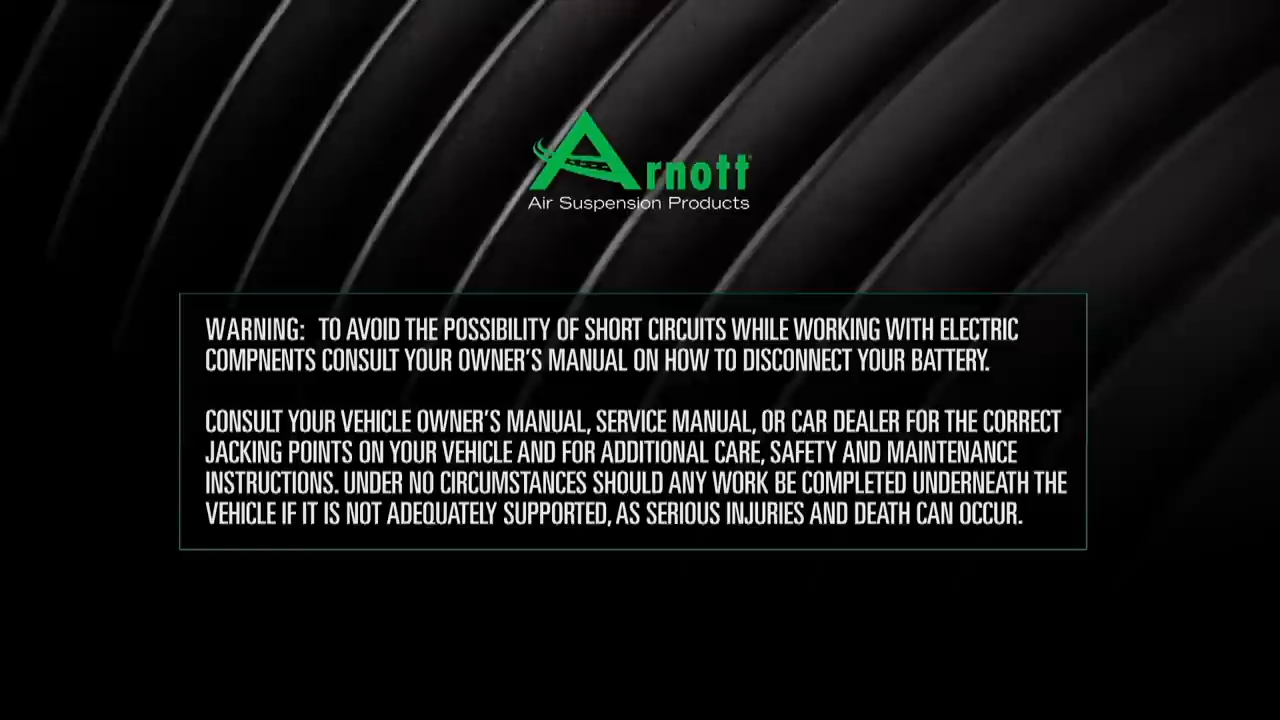 Arnott
Air Suspension Products
WARNING: TO AVOID THE POSSIBILITY OF SHORT CIRCUITS WHILE WORKING WITH ELECTRIC
COMPNENTS CONSULT YOUR OWNER'S MANUAL ON HOW TO DISCONNECT YOUR BATTERY.
CONSULT YOUR VEHICLE OWNER'S MANUAL, SERVICE MANUAL, OR CAR DEALER FOR THE CORRECT
JACKING POINTS ON YOUR VEHICLE AND FOR ADDITIONAL CARE, SAFETY AND MAINTENANCE
INSTRUCTIONS. UNDER NO CIRCUMSTANCES SHOULD ANY WORK BE COMPLETED UNDERNEATH THE
VEHICLE IF IT IS NOT ADEQUATELY SUPPORTED, AS SERIOUS INJURIES AND DEATH CAN OCCUR.